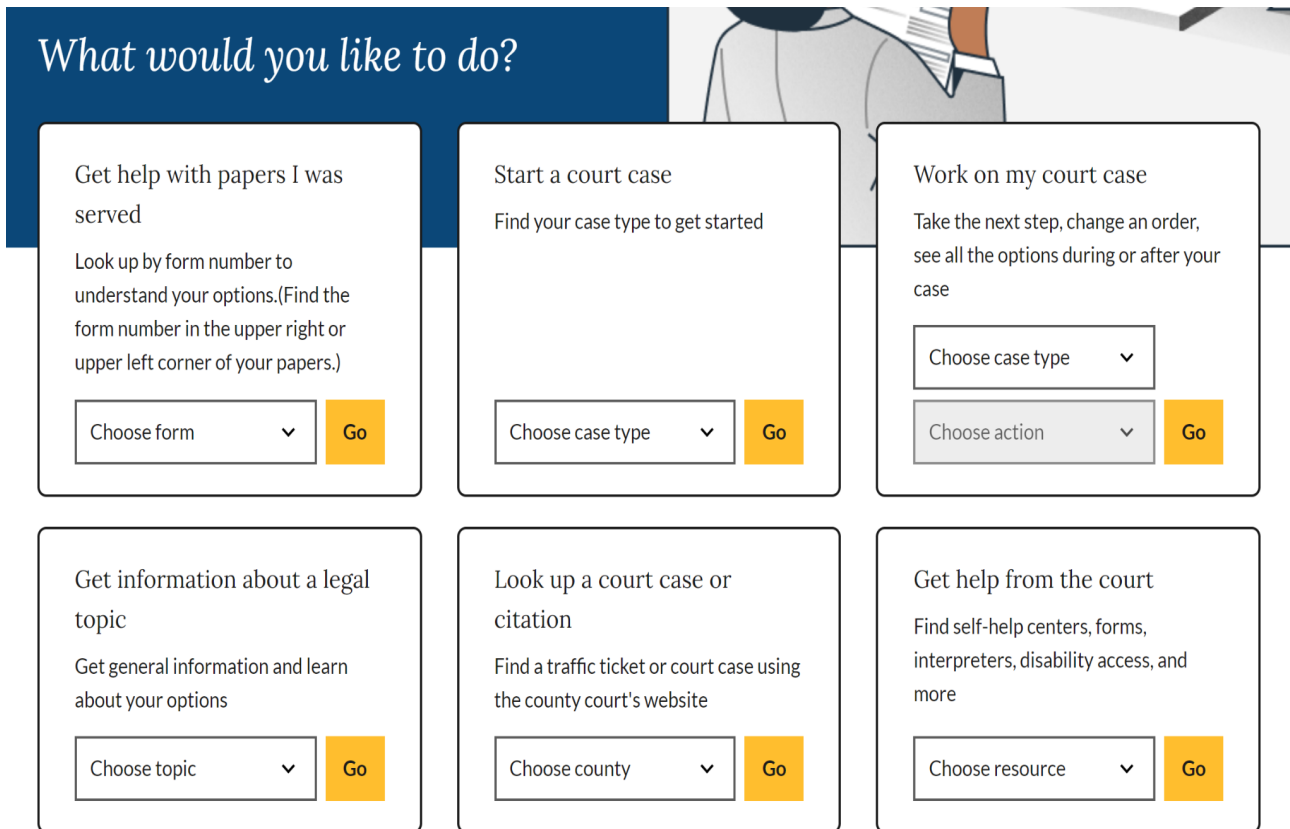 What would you like to do?
Get help with papers I was
served
Look up by form number to
understand your options.(Find the
form number in the upper right or
upper left corner of your papers.)
Choose form
Go
Start a court case
Find your case type to get started
Choose case type
Go
Work on my court case
Take the next step, change an order,
see all the options during or after your
case
Choose case type
Choose action
Go
Get information about a legal
topic
Get general information and learn
about your options
Choose topic
Go
Look up a court case or
citation
Find a traffic ticket or court case using
the county court's website
Choose county
Go
Get help from the court
Find self-help centers, forms,
interpreters, disability access, and
more
Choose resource
Go